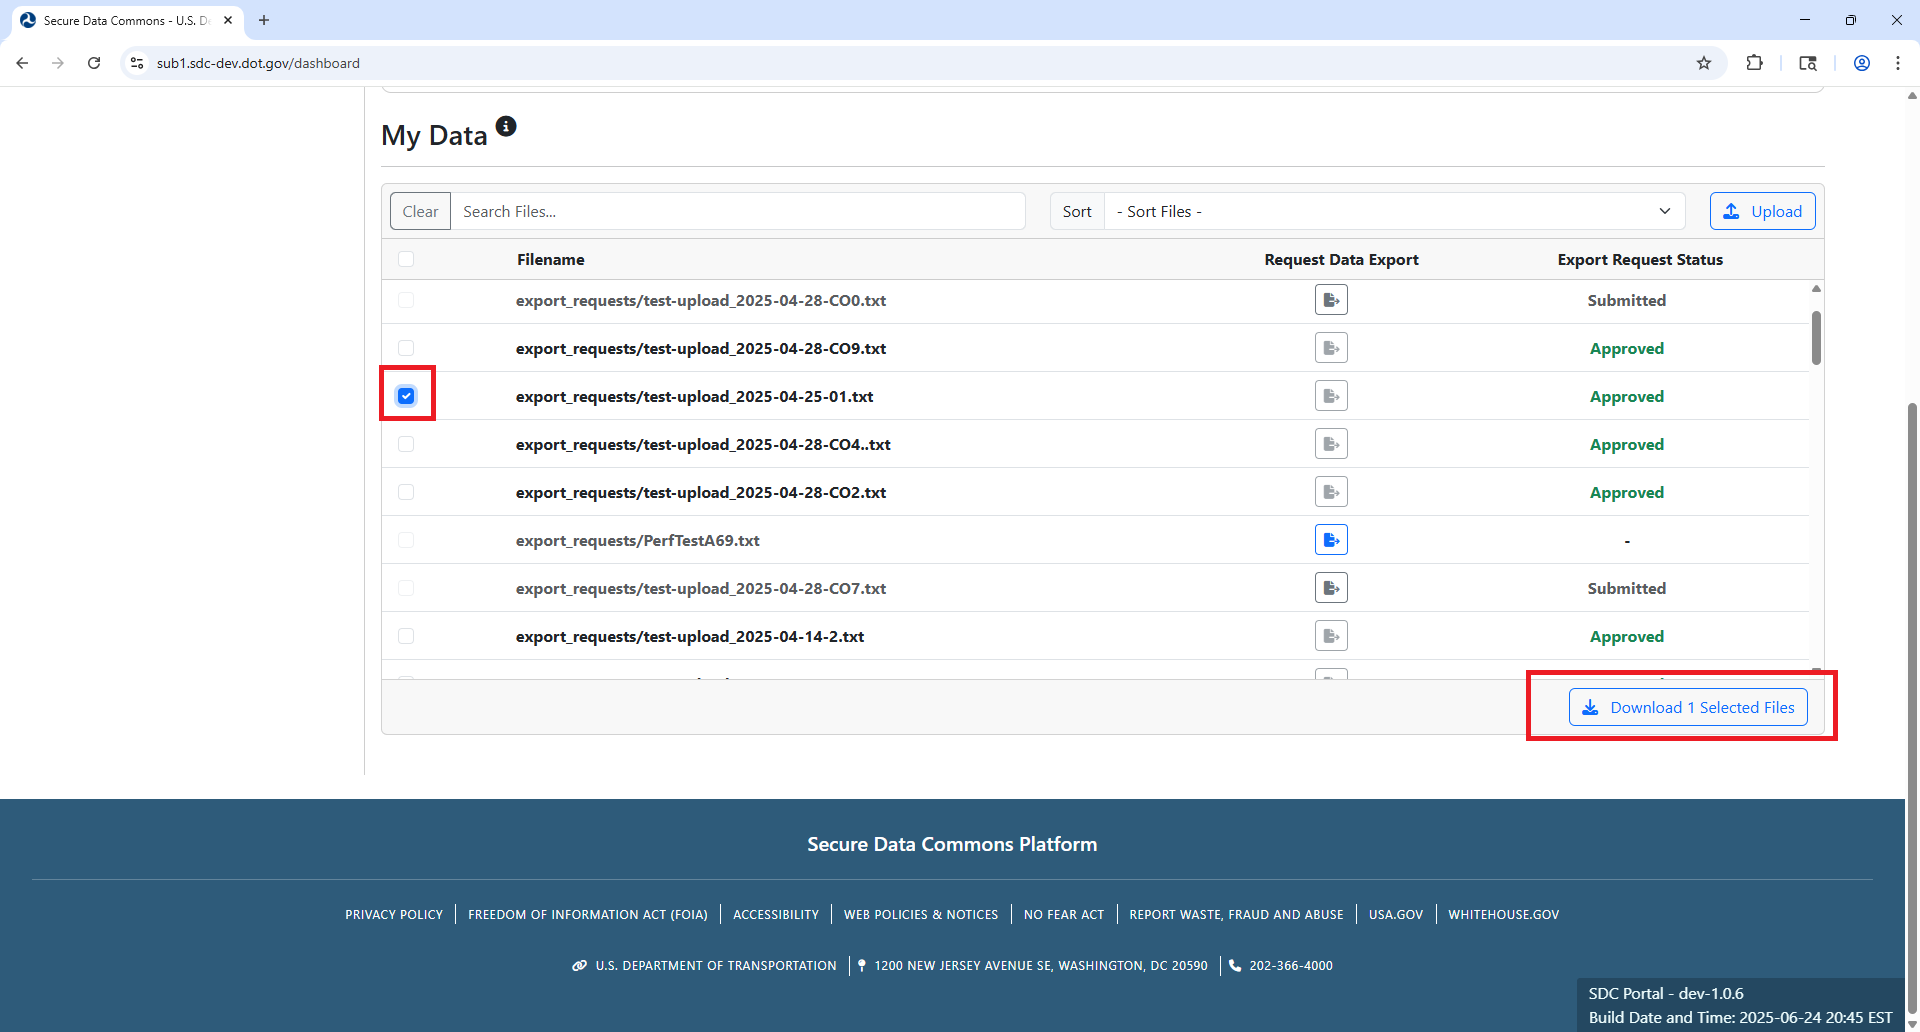 Secure Data Commons - U.S. D
sub1.sdc-dev.dot.gov/dashboard
My Data
Clear Search Files... Sort - Sort Files - Upload
Filename Request Data Export Export Request Status
export_requests/test-upload_2025-04-28-CO0.txt Submitted
export_requests/test-upload_2025-04-28-CO9.txt Approved
export_requests/test-upload_2025-04-25-01.txt Approved
export_requests/test-upload_2025-04-28-CO4..txt Approved
export_requests/test-upload_2025-04-28-CO2.txt Approved
export_requests/PerfTestA69.txt -
export_requests/test-upload_2025-04-28-CO7.txt Submitted
export_requests/test-upload_2025-04-14-2.txt Approved
Download 1 Selected Files
Secure Data Commons Platform
PRIVACY POLICY FREEDOM OF INFORMATION ACT (FOIA) ACCESSIBILITY WEB POLICIES & NOTICES NO FEAR ACT REPORT WASTE, FRAUD AND ABUSE USA.GOV WHITEHOUSE.GOV
U.S. DEPARTMENT OF TRANSPORTATION 1200 NEW JERSEY AVENUE SE, WASHINGTON, DC 20590 202-366-4000
SDC Portal - dev-1.0.6
Build Date and Time: 2025-06-24 20:45 EST